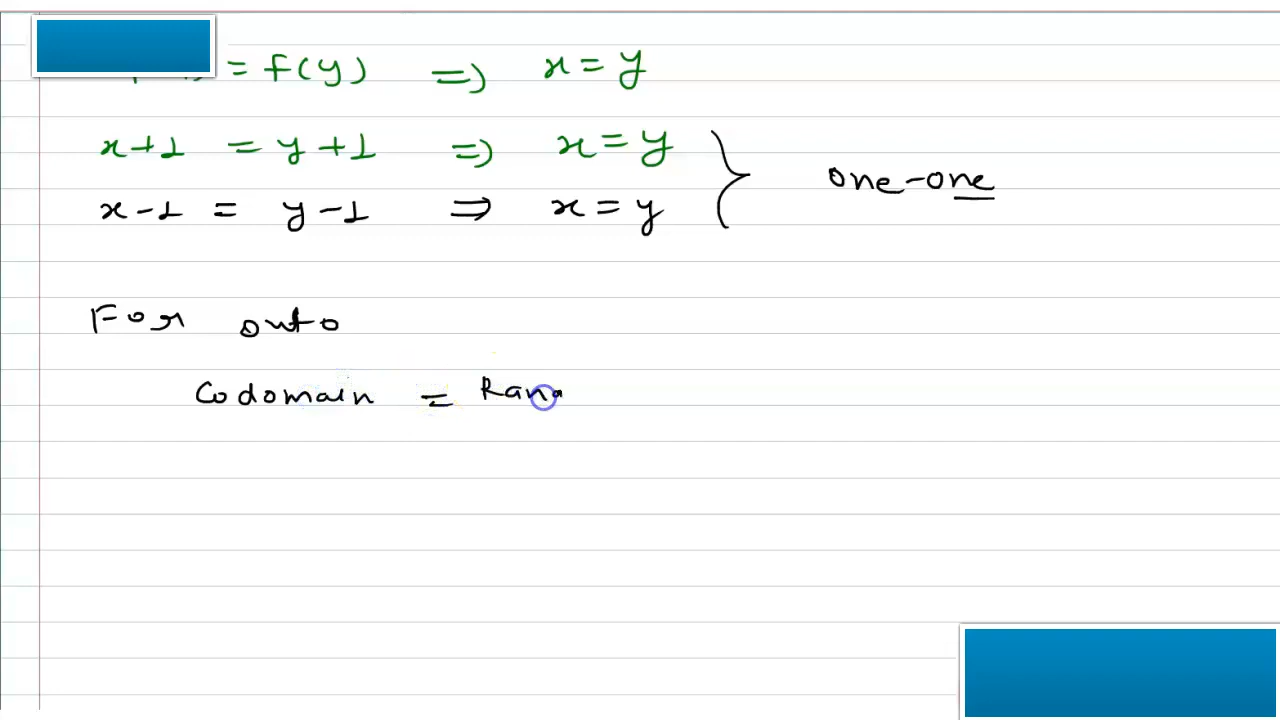 = f(y) => x = y
x+1 = y+1 => x = y
x-1 = y-1 => x = y
one-one
For onto
Codomain = Ran